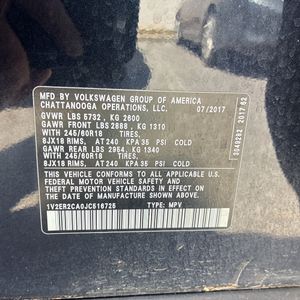 MFD BY VOLKSWAGEN GROUP OF AMERICA
CHATTANOOGA OPERATIONS, LLC. 07/2017
GVWR LBS 5732 , KG 2600
GAWR FRONT LBS 2888 , KG 1310
WITH 245/60R18 TIRES,
8JX18 RIMS, AT 240 KPA 35 PSI COLD
GAWR REAR LBS 2954 , KG 1340
WITH 245/60R18 TIRES,
8JX18 RIMS, AT 240 KPA 35 PSI COLD
THIS VEHICLE CONFORMS TO ALL APPLICABLE
FEDERAL MOTOR VEHICLE SAFETY AND
THEFT PREVENTION STANDARDS IN EFFECT ON THE
DATE OF MANUFACTURE SHOWN ABOVE.
1V2ER2CA0JC516725 TYPE: MPV
2017.62